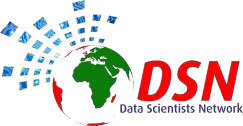 DSN
Data Scientists Network